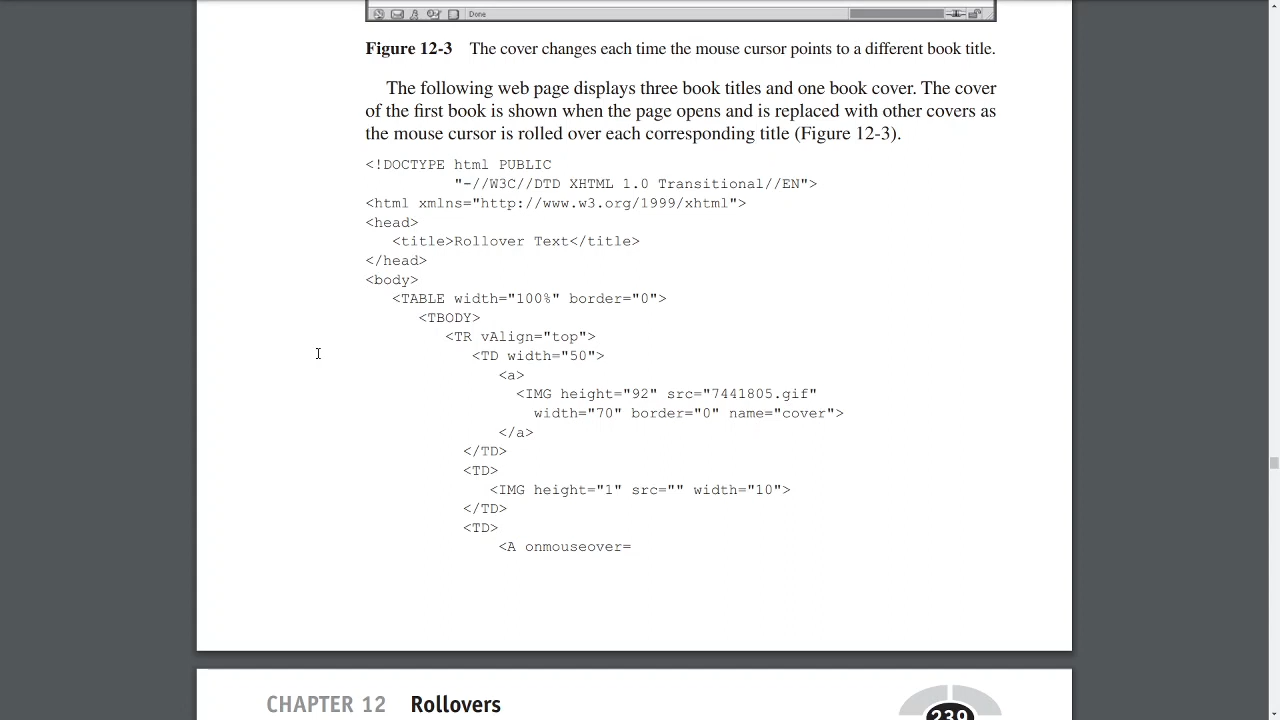 Done
Figure 12-3 The cover changes each time the mouse cursor points to a different book title.
The following web page displays three book titles and one book cover. The cover
of the first book is shown when the page opens and is replaced with other covers as
the mouse cursor is rolled over each corresponding title (Figure 12-3).
<!DOCTYPE html PUBLIC
"-//W3C//DTD XHTML 1.0 Transitional//EN">
<html xmlns="http://www.w3.org/1999/xhtml">
<head>
<title>Rollover Text</title>
</head>
<body>
<TABLE width="100%" border="0">
<TBODY>
<TR vAlign="top">
<TD width="50">
<a>
<IMG height="92" src="7441805.gif"
width="70" border="0" name="cover">
</a>
</TD>
<TD>
<IMG height="1" src="" width="10">
</TD>
<TD>
<A onmouseover=
CHAPTER 12 Rollovers
239